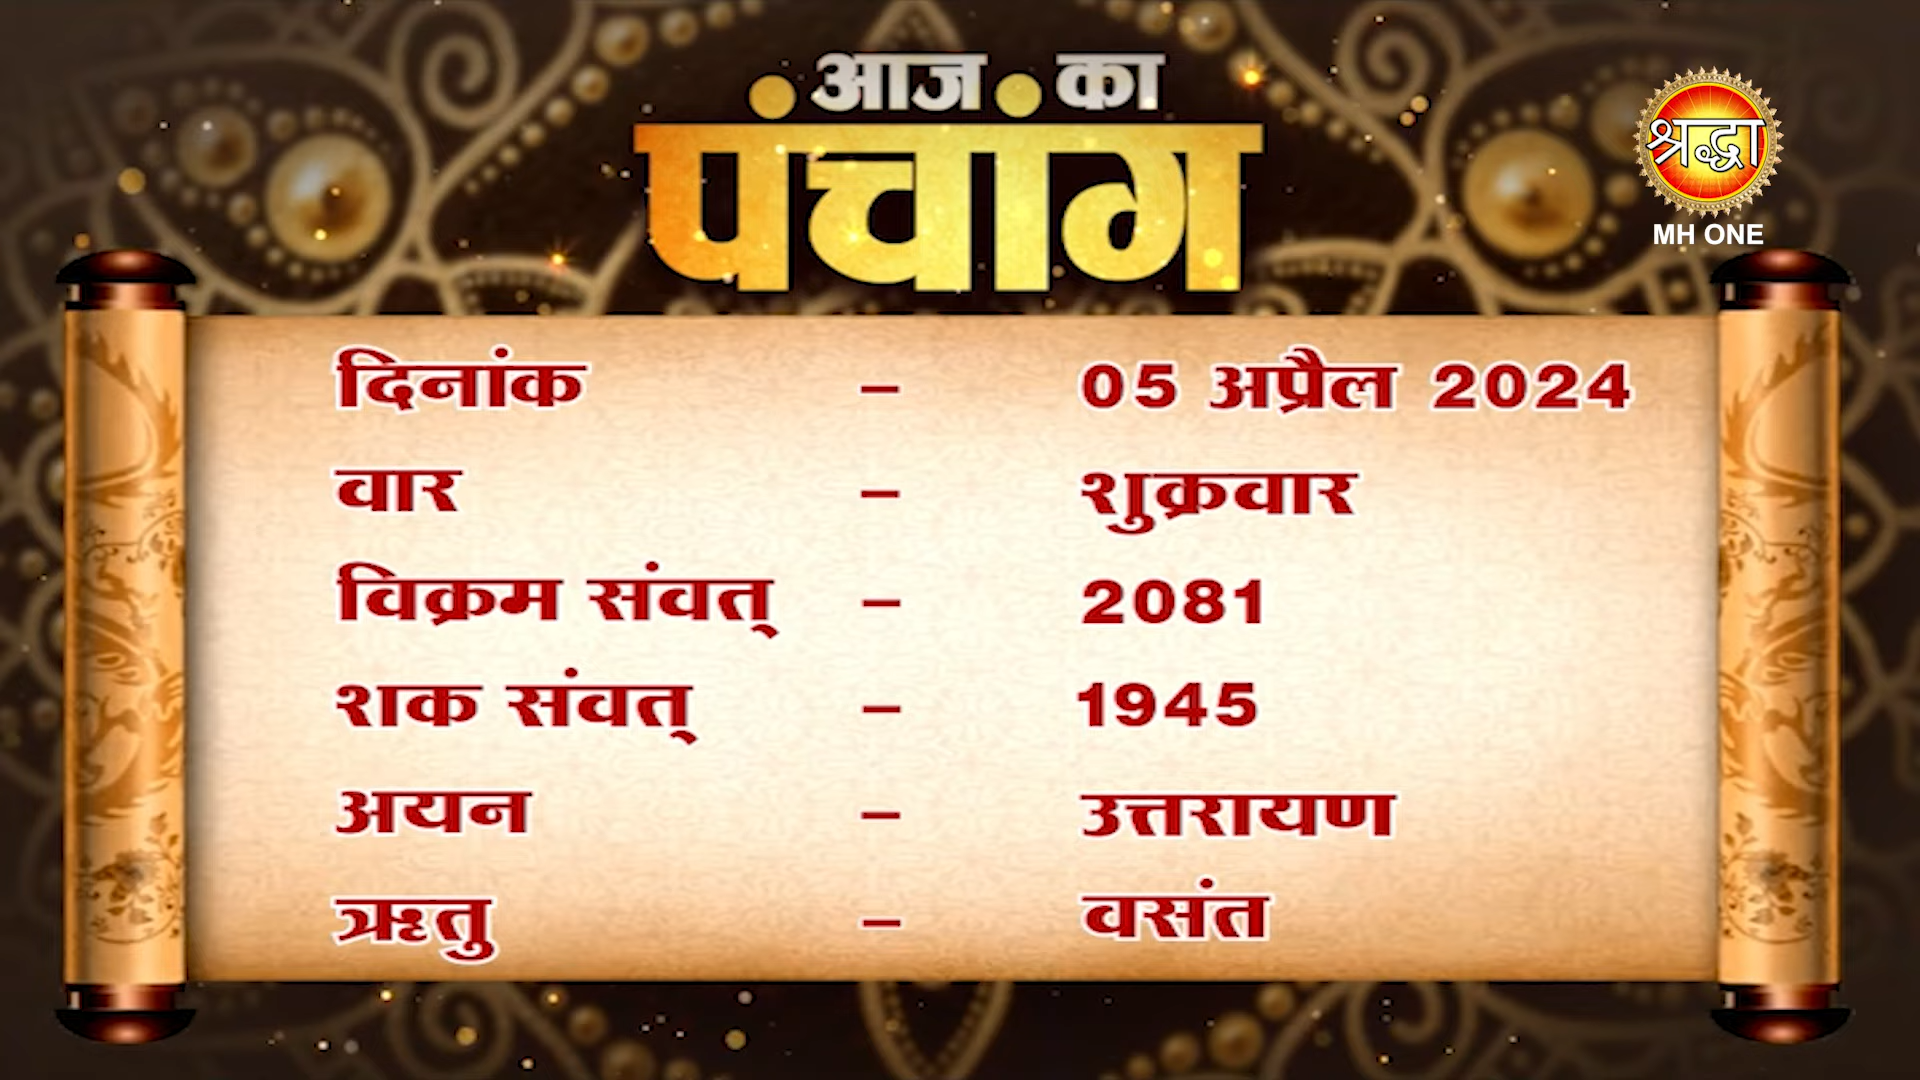 आज का
पंचांग
श्रद्धा
MH ONE
दिनांक – 05 अप्रैल 2024
वार – शुक्रवार
विक्रम संवत् – 2081
शक संवत् – 1945
अयन – उत्तरायण
ऋतु – वसंत